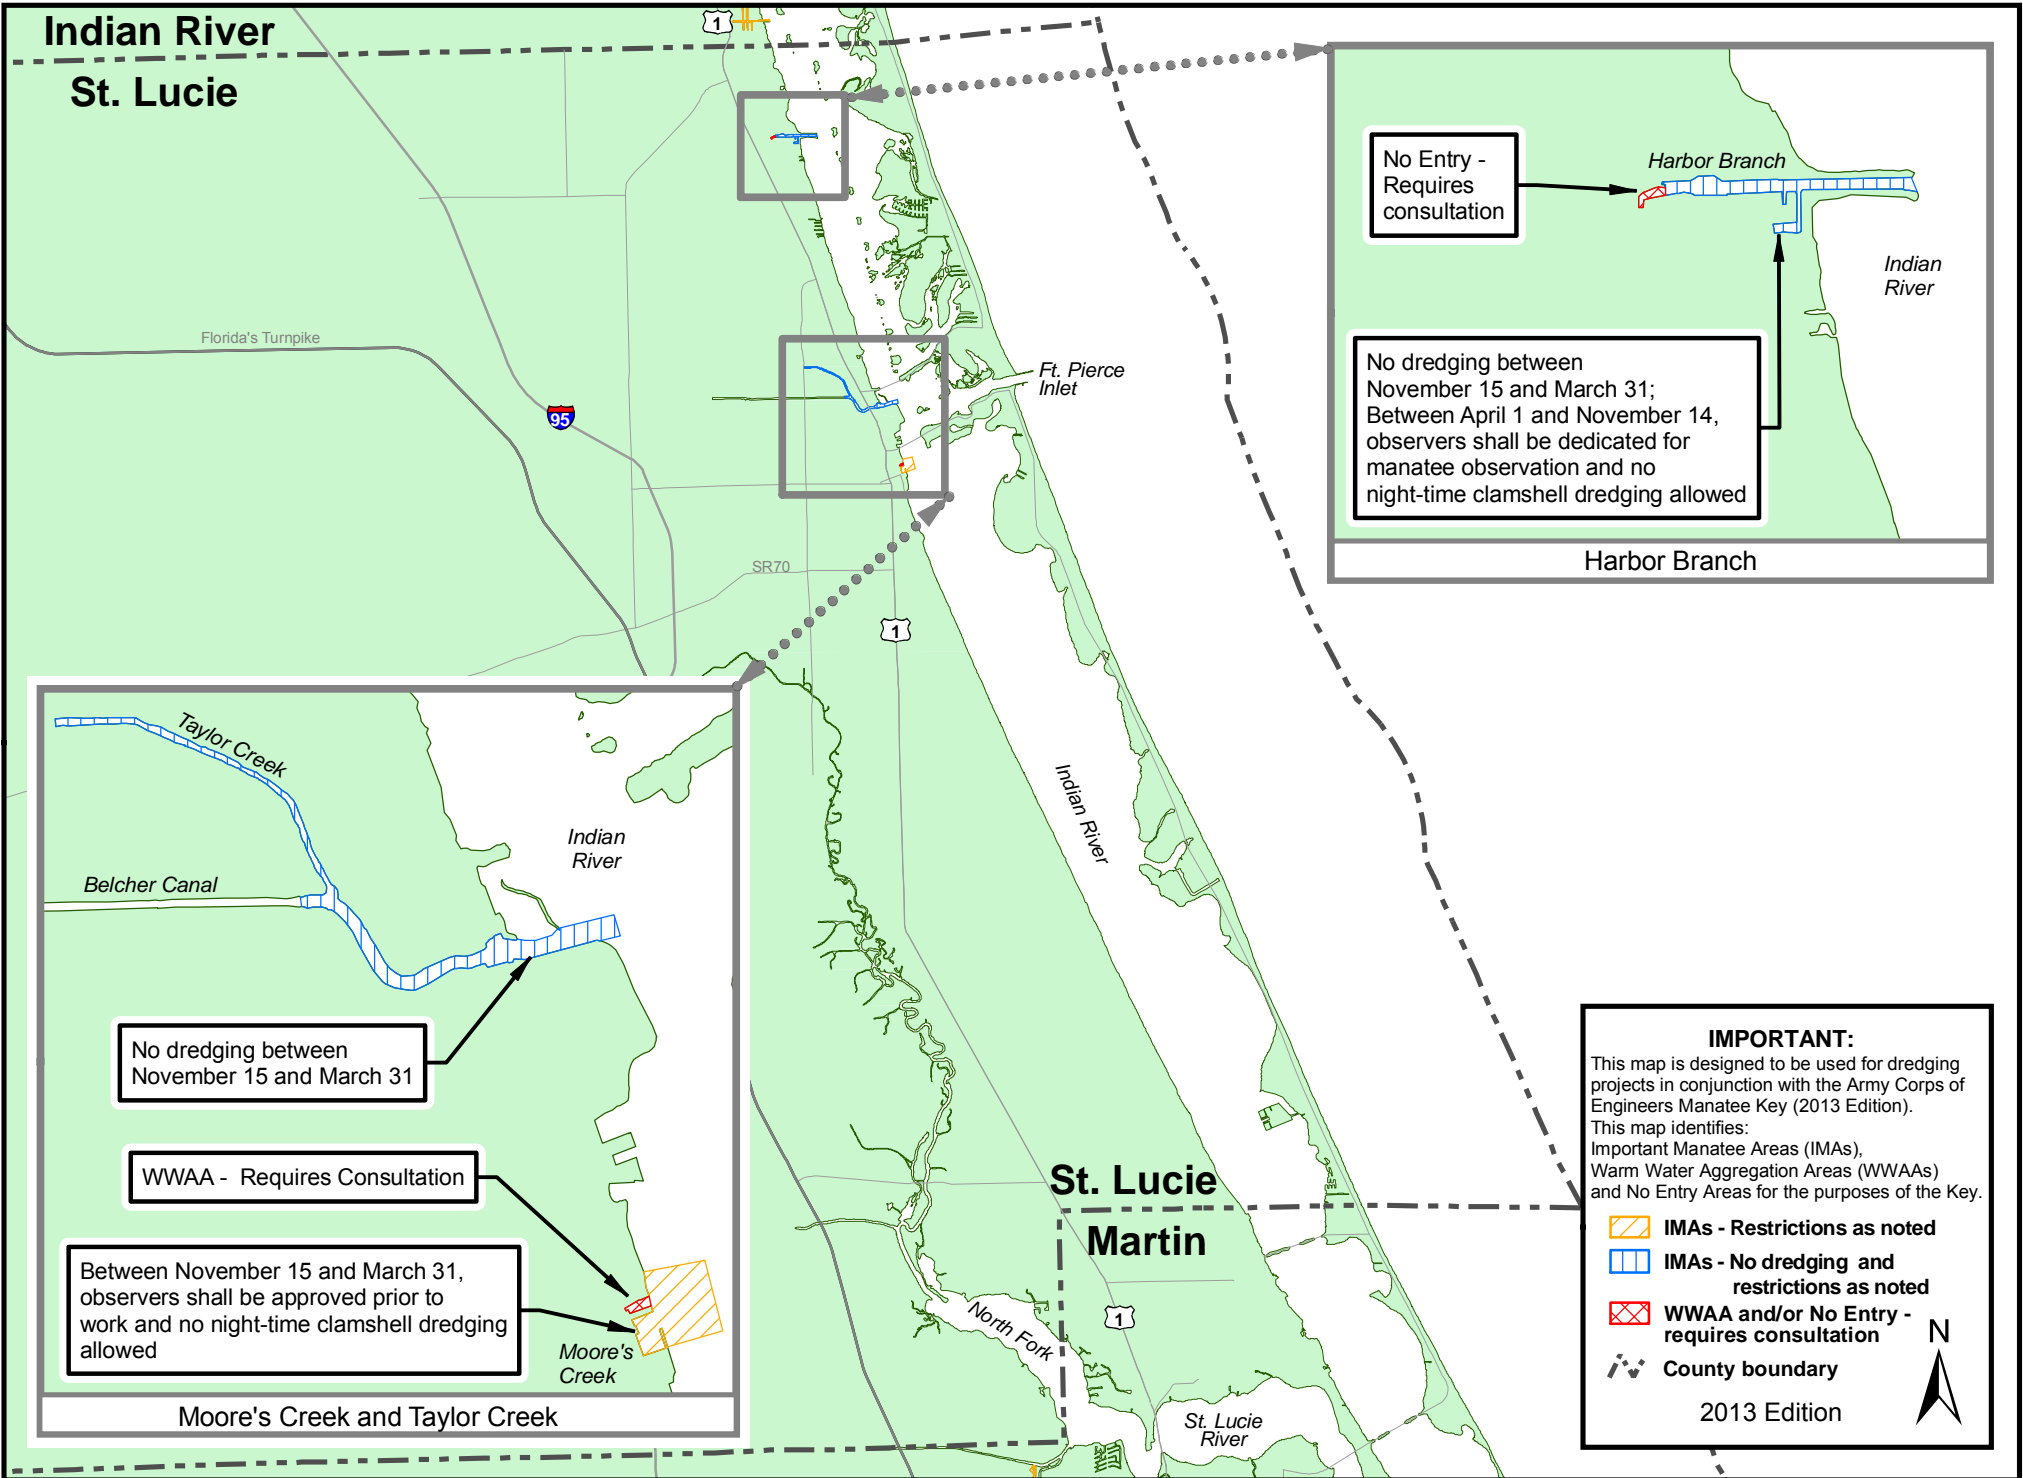 Indian River
St. Lucie
1
Florida's Turnpike
95
SR70
1
Ft. Pierce
Inlet
Indian River
St. Lucie
Martin
1
North Fork
St. Lucie
River
No Entry -
Requires
consultation
Harbor Branch
Indian
River
No dredging between
November 15 and March 31;
Between April 1 and November 14,
observers shall be dedicated for
manatee observation and no
night-time clamshell dredging allowed
Harbor Branch
Taylor Creek
Indian
River
Belcher Canal
No dredging between
November 15 and March 31
WWAA - Requires Consultation
Between November 15 and March 31,
observers shall be approved prior to
work and no night-time clamshell dredging
allowed
Moore's
Creek
Moore's Creek and Taylor Creek
IMPORTANT:
This map is designed to be used for dredging
projects in conjunction with the Army Corps of
Engineers Manatee Key (2013 Edition).
This map identifies:
Important Manatee Areas (IMAs),
Warm Water Aggregation Areas (WWAAs)
and No Entry Areas for the purposes of the Key.
IMAs - Restrictions as noted
IMAs - No dredging and
restrictions as noted
WWAA and/or No Entry -
requires consultation
County boundary
N
2013 Edition